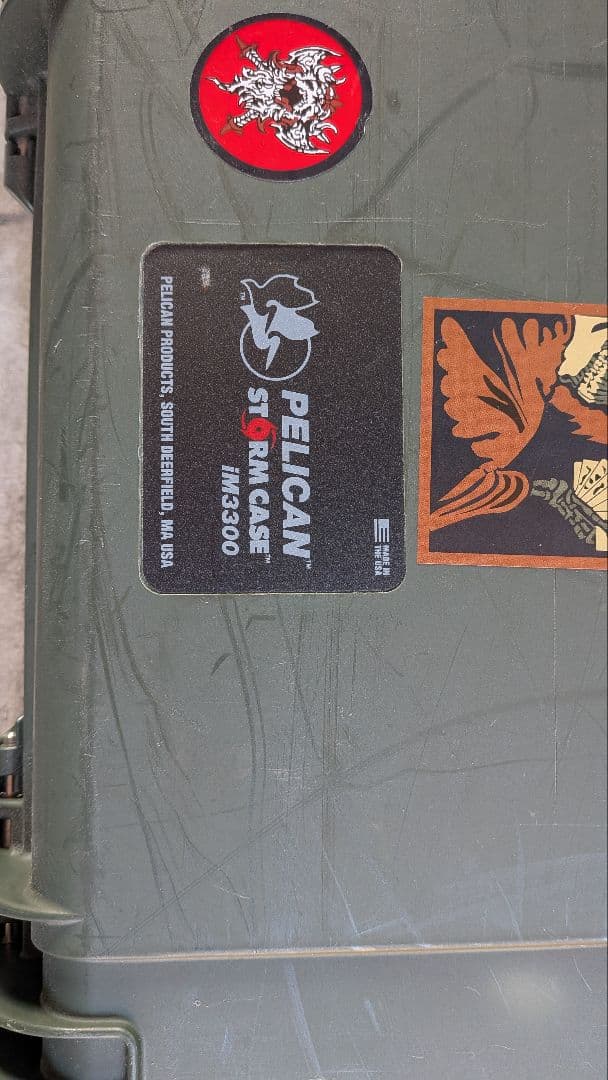 MADE IN
THE USA
PELICAN™
STORM CASE™
iM3300
PELICAN PRODUCTS, SOUTH DEERFIELD, MA USA